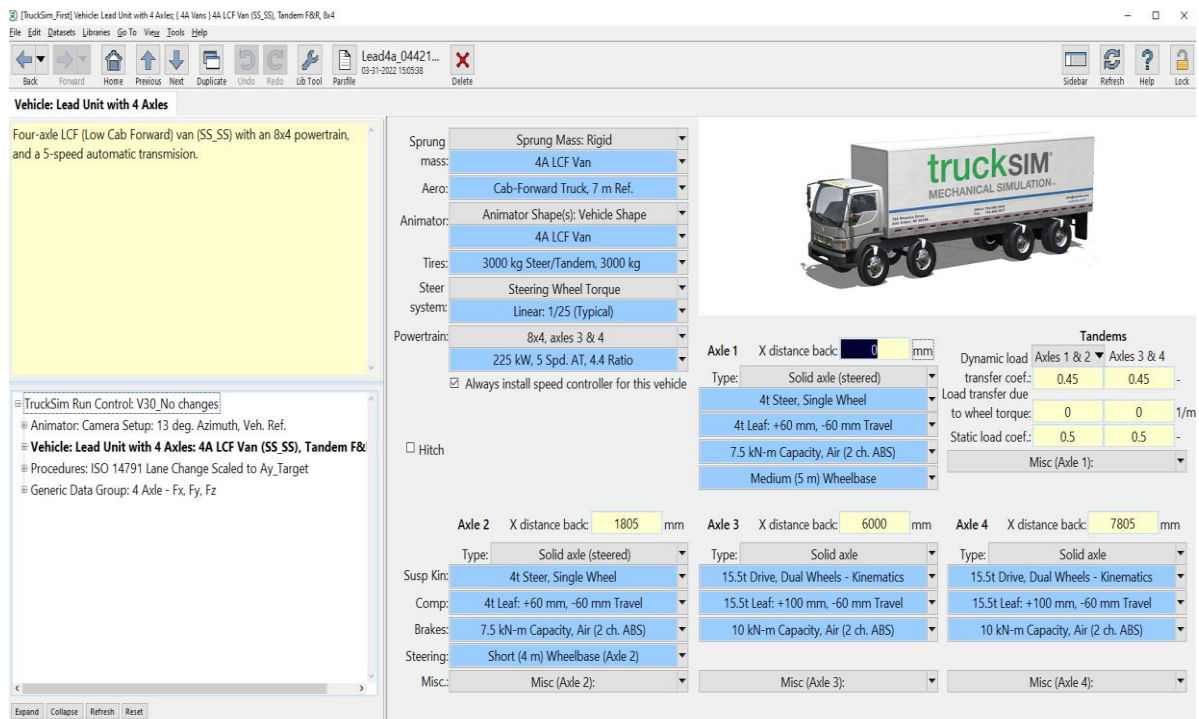 [TruckSim_First] Vehicle: Lead Unit with 4 Axles; { 4A Vans } 4A LCF Van (SS_SS), Tandem F&R, 8x4
File Edit Datasets Libraries Go To View Tools Help
Back Forward Home Previous Next Duplicate Undo Redo Lib Tool Parsfile
Lead4a_04421...
03-31-2022 15:05:38
Delete Sidebar Refresh Help Lock
Vehicle: Lead Unit with 4 Axles
Four-axle LCF (Low Cab Forward) van (SS_SS) with an 8x4 powertrain,
and a 5-speed automatic transmision.
TruckSim Run Control: V30_No changes
Animator: Camera Setup: 13 deg. Azimuth, Veh. Ref.
Vehicle: Lead Unit with 4 Axles: 4A LCF Van (SS_SS), Tandem F&
Procedures: ISO 14791 Lane Change Scaled to Ay_Target
Generic Data Group: 4 Axle - Fx, Fy, Fz
Expand Collapse Refresh Reset
Sprung mass: Sprung Mass: Rigid
4A LCF Van
Aero: Cab-Forward Truck, 7 m Ref.
Animator: Animator Shape(s): Vehicle Shape
4A LCF Van
Tires: 3000 kg Steer/Tandem, 3000 kg
Steer system: Steering Wheel Torque
Linear: 1/25 (Typical)
Powertrain: 8x4, axles 3 & 4
225 kW, 5 Spd. AT, 4.4 Ratio
Always install speed controller for this vehicle
Hitch
truckSIM
MECHANICAL SIMULATION
Axle 1 X distance back: 0 mm
Type: Solid axle (steered)
4t Steer, Single Wheel
4t Leaf: +60 mm, -60 mm Travel
7.5 kN-m Capacity, Air (2 ch. ABS)
Medium (5 m) Wheelbase
Tandems
Axles 1 & 2 Axles 3 & 4
Dynamic load transfer coef.: 0.45 0.45 -
Load transfer due to wheel torque: 0 0 1/m
Static load coef.: 0.5 0.5 -
Misc (Axle 1):
Axle 2 X distance back: 1805 mm
Type: Solid axle (steered)
Susp Kin: 4t Steer, Single Wheel
Comp: 4t Leaf: +60 mm, -60 mm Travel
Brakes: 7.5 kN-m Capacity, Air (2 ch. ABS)
Steering: Short (4 m) Wheelbase (Axle 2)
Misc.: Misc (Axle 2):
Axle 3 X distance back: 6000 mm
Type: Solid axle
15.5t Drive, Dual Wheels - Kinematics
15.5t Leaf: +100 mm, -60 mm Travel
10 kN-m Capacity, Air (2 ch. ABS)
Misc (Axle 3):
Axle 4 X distance back: 7805 mm
Type: Solid axle
15.5t Drive, Dual Wheels - Kinematics
15.5t Leaf: +100 mm, -60 mm Travel
10 kN-m Capacity, Air (2 ch. ABS)
Misc (Axle 4):